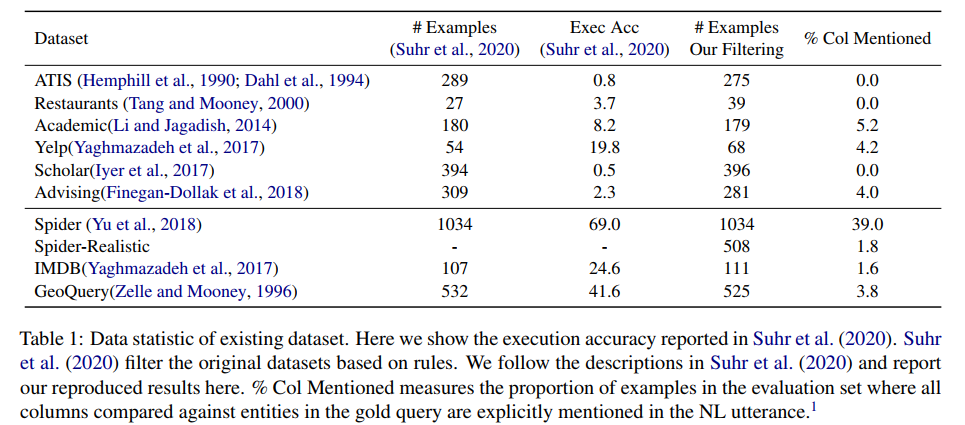 Dataset # Examples (Suhr et al., 2020) Exec Acc (Suhr et al., 2020) # Examples Our Filtering % Col Mentioned
ATIS (Hemphill et al., 1990; Dahl et al., 1994) 289 0.8 275 0.0
Restaurants (Tang and Mooney, 2000) 27 3.7 39 0.0
Academic(Li and Jagadish, 2014) 180 8.2 179 5.2
Yelp(Yaghmazadeh et al., 2017) 54 19.8 68 4.2
Scholar(Iyer et al., 2017) 394 0.5 396 0.0
Advising(Finegan-Dollak et al., 2018) 309 2.3 281 4.0
Spider (Yu et al., 2018) 1034 69.0 1034 39.0
Spider-Realistic - - 508 1.8
IMDB(Yaghmazadeh et al., 2017) 107 24.6 111 1.6
GeoQuery(Zelle and Mooney, 1996) 532 41.6 525 3.8
Table 1: Data statistic of existing dataset. Here we show the execution accuracy reported in Suhr et al. (2020). Suhr
et al. (2020) filter the original datasets based on rules. We follow the descriptions in Suhr et al. (2020) and report
our reproduced results here. % Col Mentioned measures the proportion of examples in the evaluation set where all
columns compared against entities in the gold query are explicitly mentioned in the NL utterance.1